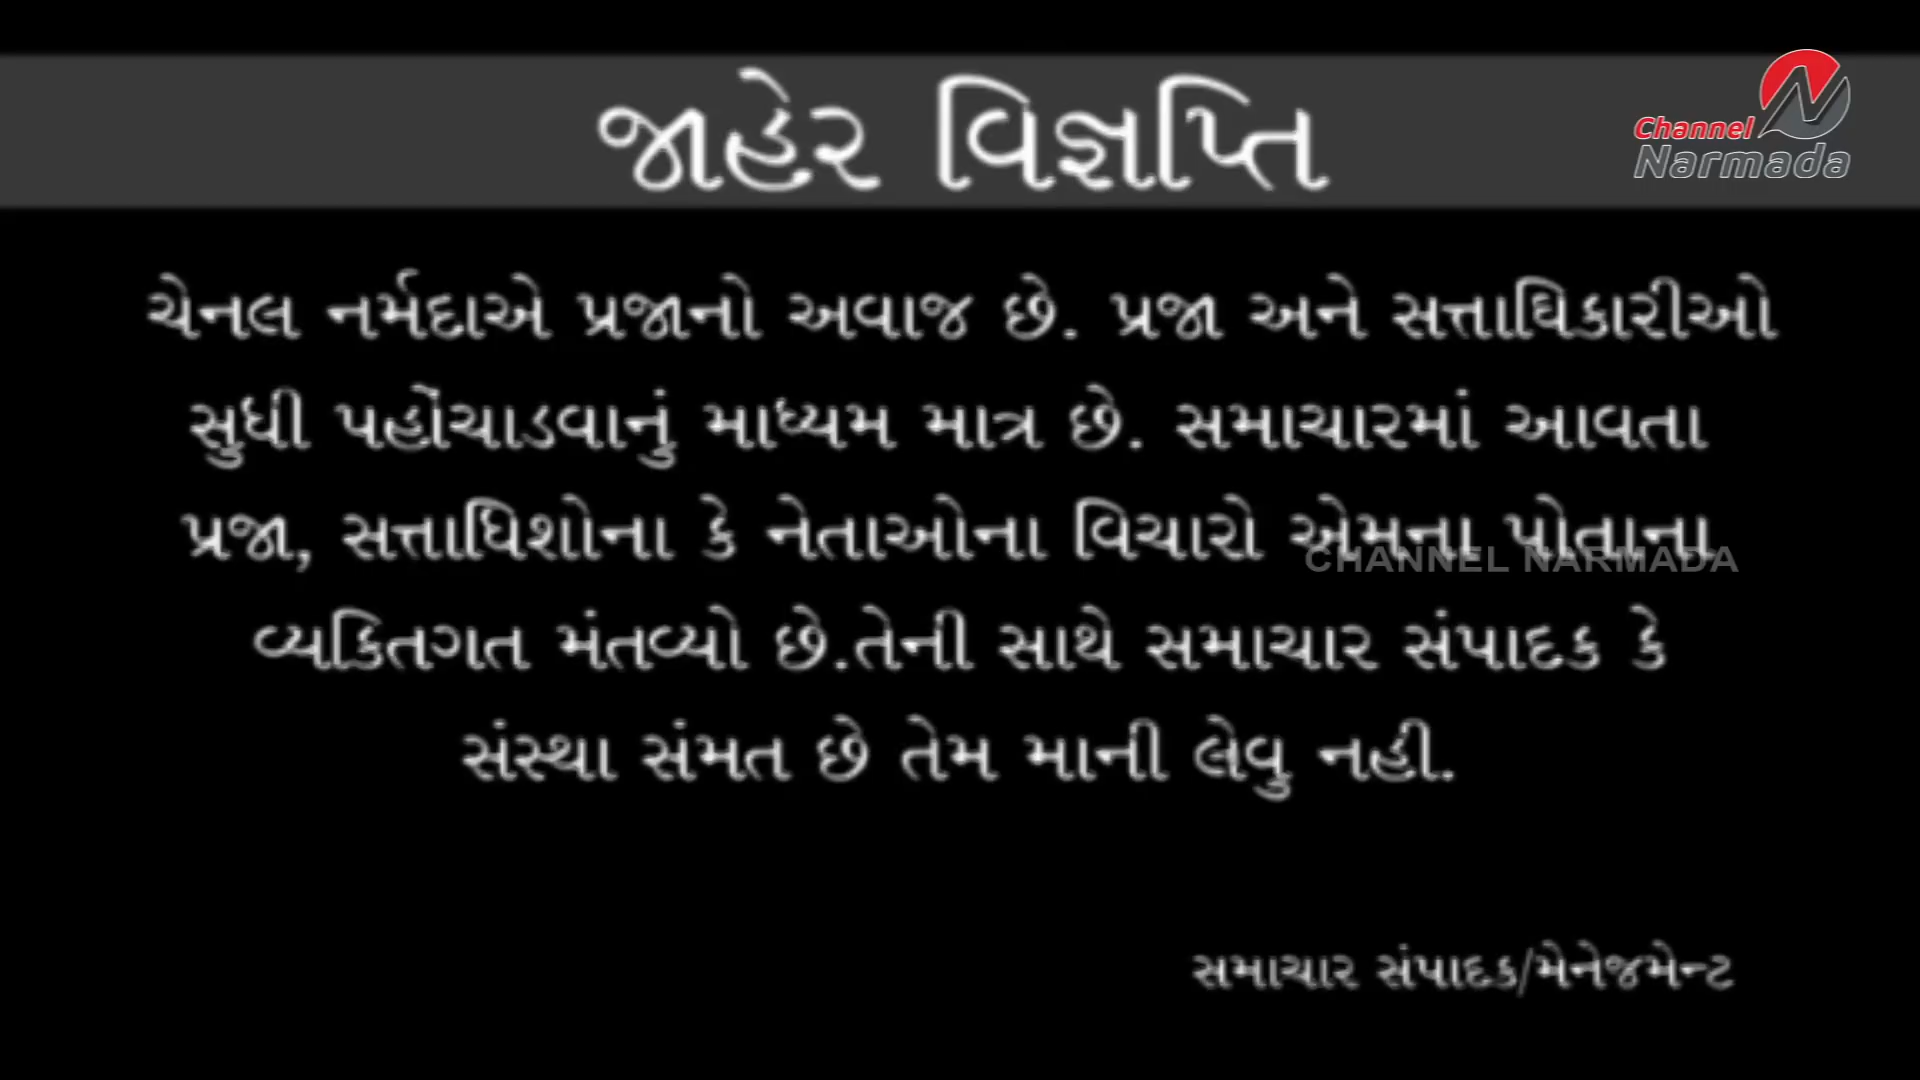 જાહેર વિજ્ઞપ્તિ
Channel
Narmada
ચેનલ નર્મદાએ પ્રજાનો અવાજ છે. પ્રજા અને સત્તાધિકારીઓ
સુધી પહોંચાડવાનું માધ્યમ માત્ર છે. સમાચારમાં આવતા
પ્રજા, સત્તાધિશોના કે નેતાઓના વિચારો એમના પોતાના
CHANNEL NARMADA
વ્યકિતગત મંતવ્યો છે.તેની સાથે સમાચાર સંપાદક કે
સંસ્થા સંમત છે તેમ માની લેવુ નહી.
સમાચાર સંપાદક/મેનેજમેન્ટ